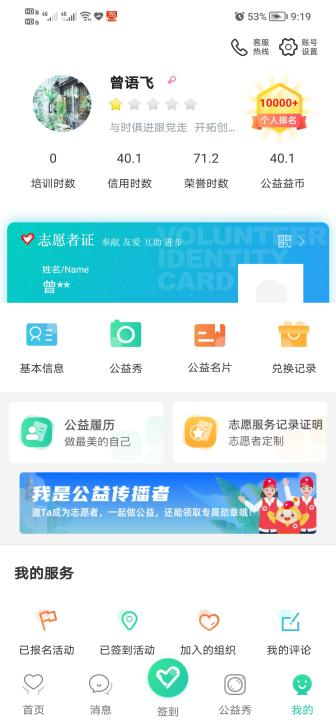 53% 9:19
客服热线
账号设置
曾语飞
与时俱进跟党走 开拓创...
10000+
个人排名
0 40.1 71.2 40.1
培训时数 信用时数 荣誉时数 公益益币
志愿者证 奉献 友爱 互助 进步
VOLUNTEER
IDENTITY
CARD
姓名/Name
曾**
基本信息 公益秀 公益名片 兑换记录
公益履历
做最美的自己
志愿服务记录证明
志愿者定制
我是公益传播者
邀Ta成为志愿者，一起做公益，还能领取专属勋章哦！
我的服务
已报名活动 已签到活动 加入的组织 我的评论
首页 消息 签到 公益秀 我的